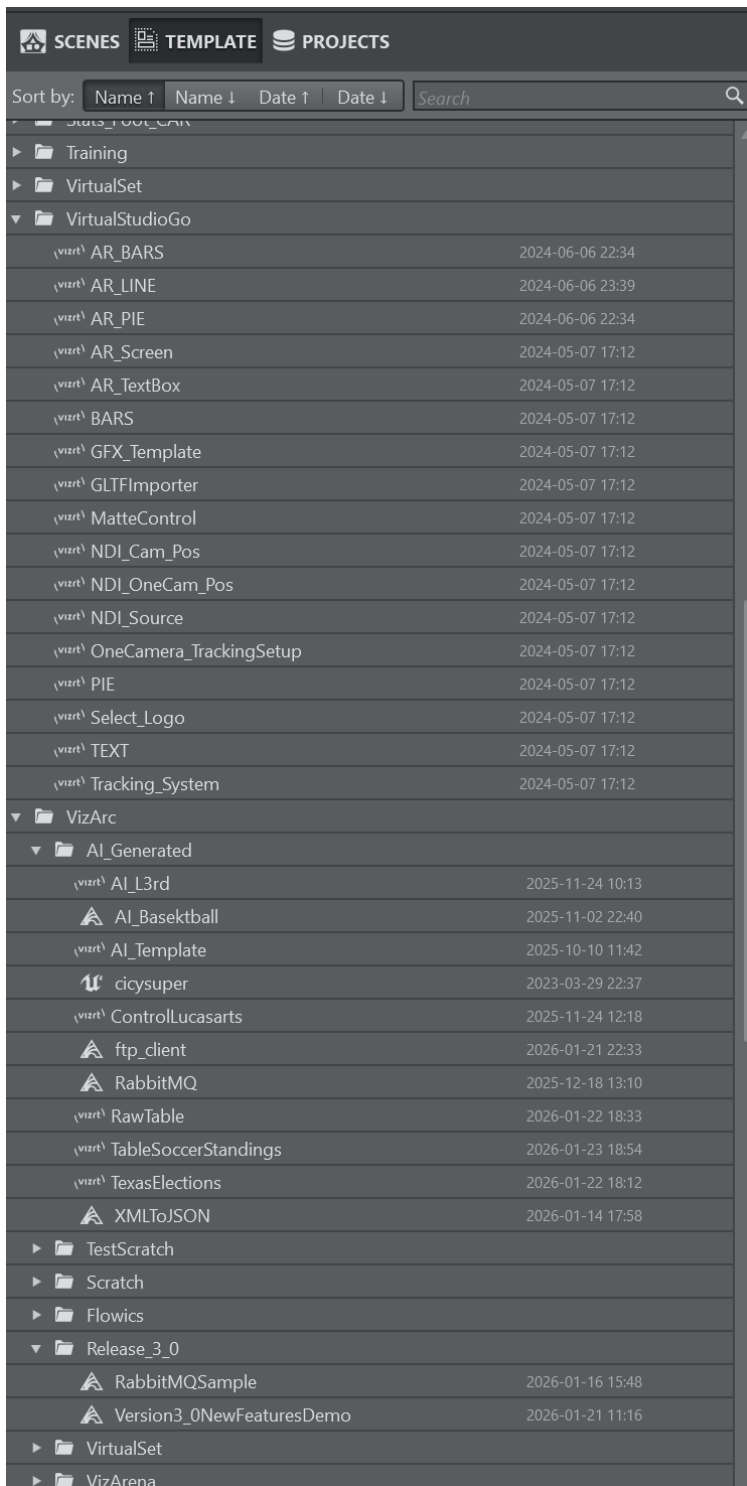 SCENES TEMPLATE PROJECTS
Sort by: Name ↑ Name ↓ Date ↑ Date ↓ Search
Stats_Foot_CAR
Training
VirtualSet
VirtualStudioGo
vizrt AR_BARS 2024-06-06 22:34
vizrt AR_LINE 2024-06-06 23:39
vizrt AR_PIE 2024-06-06 22:34
vizrt AR_Screen 2024-05-07 17:12
vizrt AR_TextBox 2024-05-07 17:12
vizrt BARS 2024-05-07 17:12
vizrt GFX_Template 2024-05-07 17:12
vizrt GLTFImporter 2024-05-07 17:12
vizrt MatteControl 2024-05-07 17:12
vizrt NDI_Cam_Pos 2024-05-07 17:12
vizrt NDI_OneCam_Pos 2024-05-07 17:12
vizrt NDI_Source 2024-05-07 17:12
vizrt OneCamera_TrackingSetup 2024-05-07 17:12
vizrt PIE 2024-05-07 17:12
vizrt Select_Logo 2024-05-07 17:12
vizrt TEXT 2024-05-07 17:12
vizrt Tracking_System 2024-05-07 17:12
VizArc
AI_Generated
vizrt AI_L3rd 2025-11-24 10:13
AI_Basektball 2025-11-02 22:40
vizrt AI_Template 2025-10-10 11:42
cicysuper 2023-03-29 22:37
vizrt ControlLucasarts 2025-11-24 12:18
ftp_client 2026-01-21 22:33
RabbitMQ 2025-12-18 13:10
vizrt RawTable 2026-01-22 18:33
vizrt TableSoccerStandings 2026-01-23 18:54
vizrt TexasElections 2026-01-22 18:12
XMLToJSON 2026-01-14 17:58
TestScratch
Scratch
Flowics
Release_3_0
RabbitMQSample 2026-01-16 15:48
Version3_0NewFeaturesDemo 2026-01-21 11:16
VirtualSet
VizArena